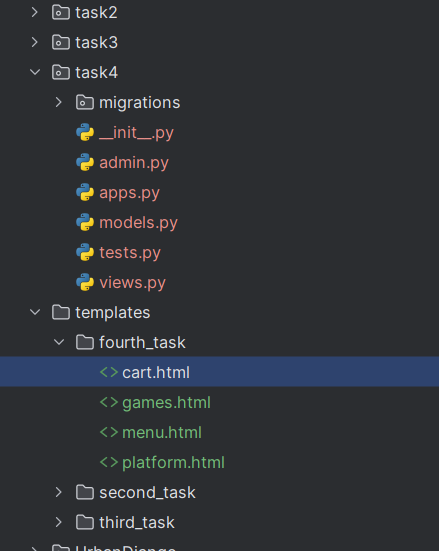 task2
task3
task4
migrations
__init__.py
admin.py
apps.py
models.py
tests.py
views.py
templates
fourth_task
cart.html
games.html
menu.html
platform.html
second_task
third_task
UrbanDjango